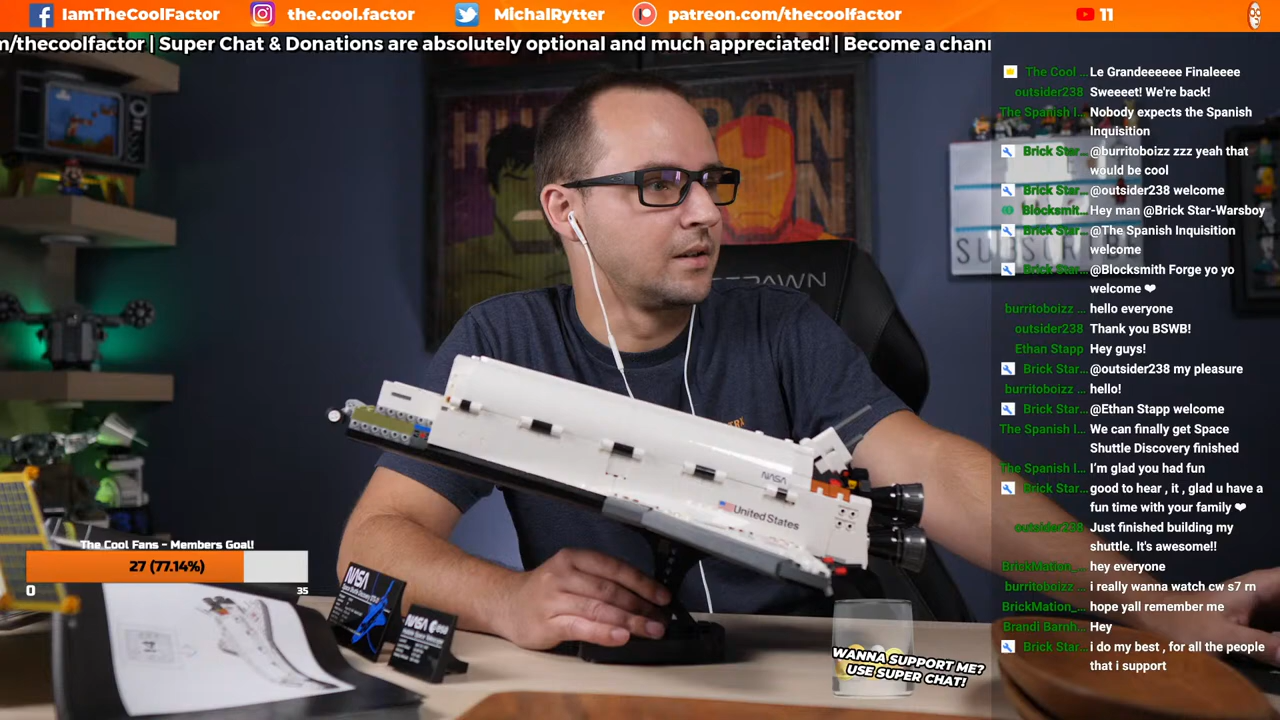 IamTheCoolFactor
the.cool.factor
MichalRytter
patreon.com/thecoolfactor
11
m/thecoolfactor | Super Chat & Donations are absolutely optional and much appreciated! | Become a chann
The Cool ... Le Grandeeeeee Finaleeee
outsider238 Sweeeet! We're back!
The Spanish I... Nobody expects the Spanish
Inquisition
Brick Star... @burritoboizz zzz yeah that
would be cool
Brick Star... @outsider238 welcome
Blocksmit... Hey man @Brick Star-Warsboy
Brick Star... @The Spanish Inquisition
welcome
Brick Star... @Blocksmith Forge yo yo
welcome ❤
burritoboizz ... hello everyone
outsider238 Thank you BSWB!
Ethan Stapp Hey guys!
Brick Star... @outsider238 my pleasure
burritoboizz ... hello!
Brick Star... @Ethan Stapp welcome
The Spanish I... We can finally get Space
Shuttle Discovery finished
The Spanish I... I'm glad you had fun
Brick Star... good to hear , it , glad u have a
fun time with your family ❤
outsider238 Just finished building my
shuttle. It's awesome!!
BrickMation_... hey everyone
burritoboizz ... i really wanna watch cw s7 rn
BrickMation_... hope yall remember me
Brandi Barnh... Hey
Brick Star... i do my best , for all the people
that i support
SUBSCRIBE
HU
IRON
MAN
NASA
United States
The Cool Fans - Members Goal!
27 (77.14%)
0
35
NASA
NASA esa
WANNA SUPPORT ME?
USE SUPER CHAT!